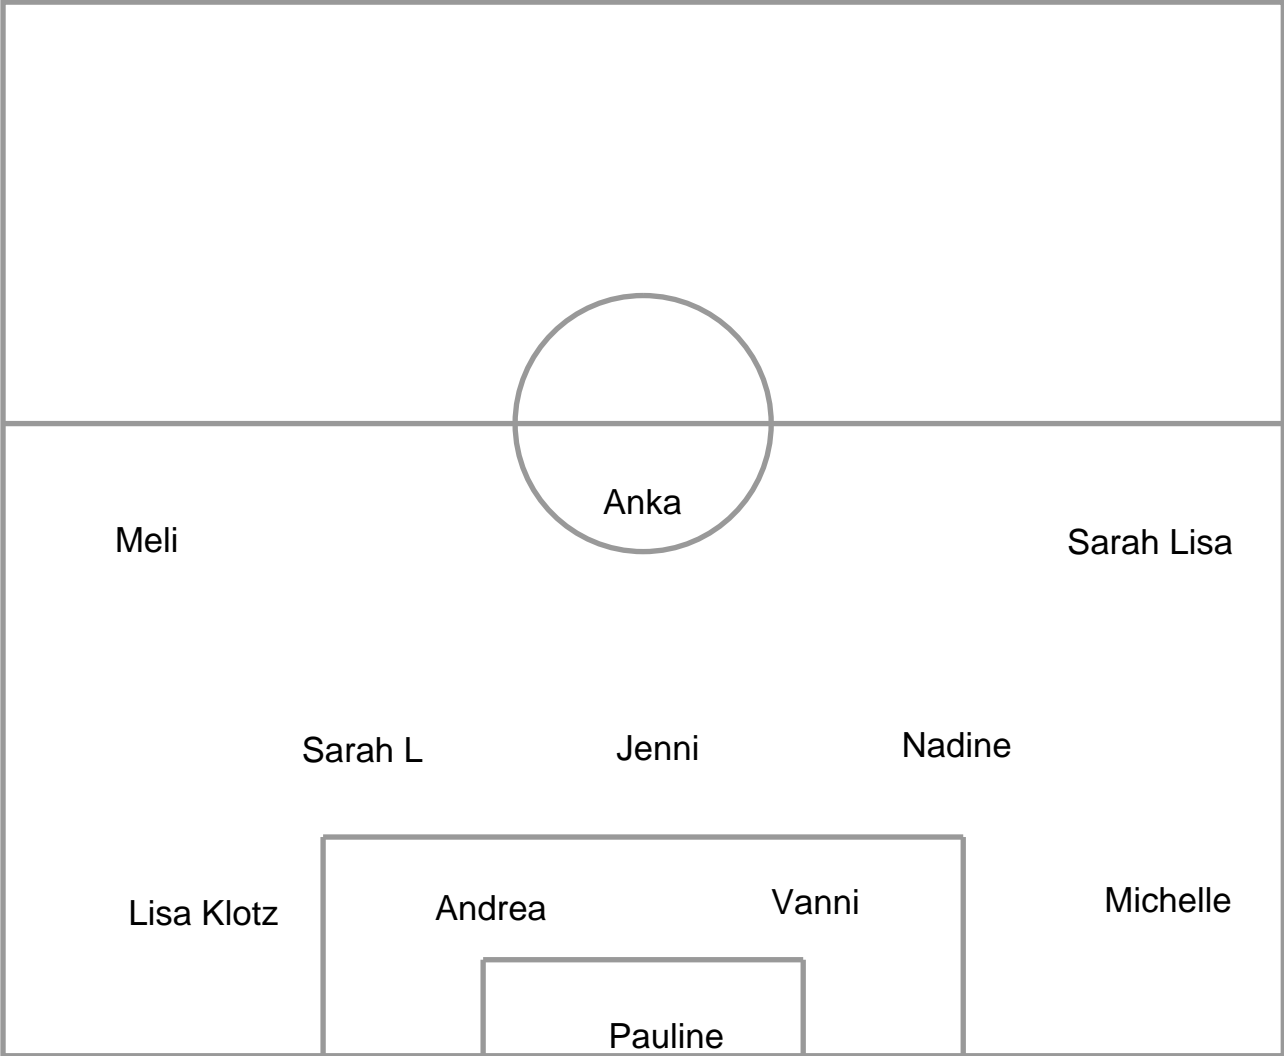 Anka
Meli
Sarah Lisa
Sarah L
Jenni
Nadine
Lisa Klotz
Andrea
Vanni
Michelle
Pauline